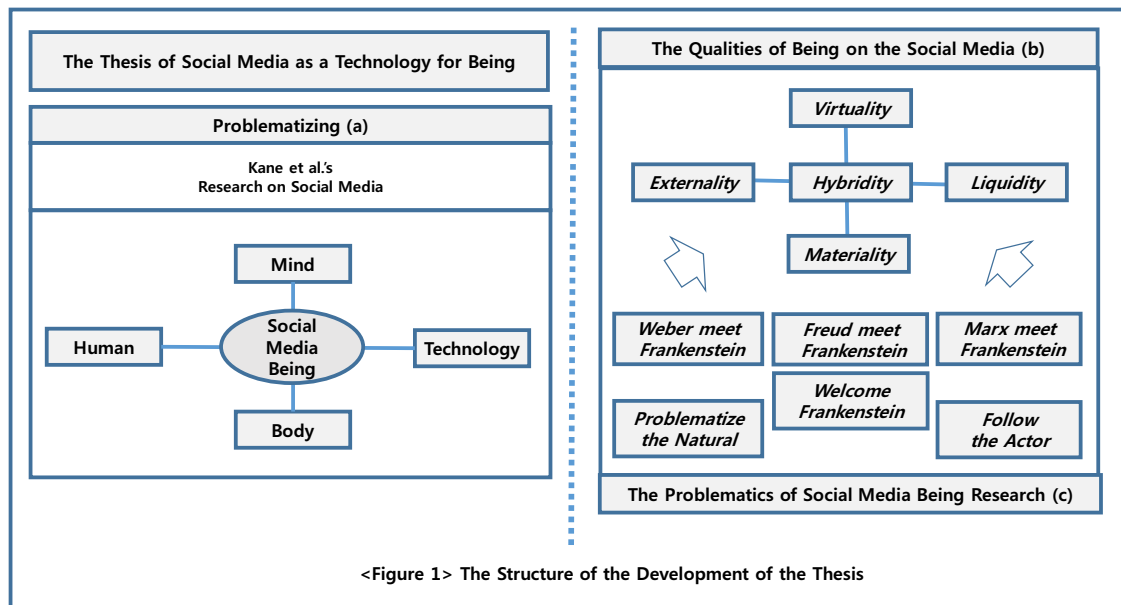 The Thesis of Social Media as a Technology for Being
Problematizing (a)
Kane et al.'s
Research on Social Media
Mind
Human
Social
Media
Being
Technology
Body
The Qualities of Being on the Social Media (b)
Virtuality
Externality
Hybridity
Liquidity
Materiality
Weber meet
Frankenstein
Freud meet
Frankenstein
Marx meet
Frankenstein
Welcome
Frankenstein
Problematize
the Natural
Follow
the Actor
The Problematics of Social Media Being Research (c)
<Figure 1> The Structure of the Development of the Thesis